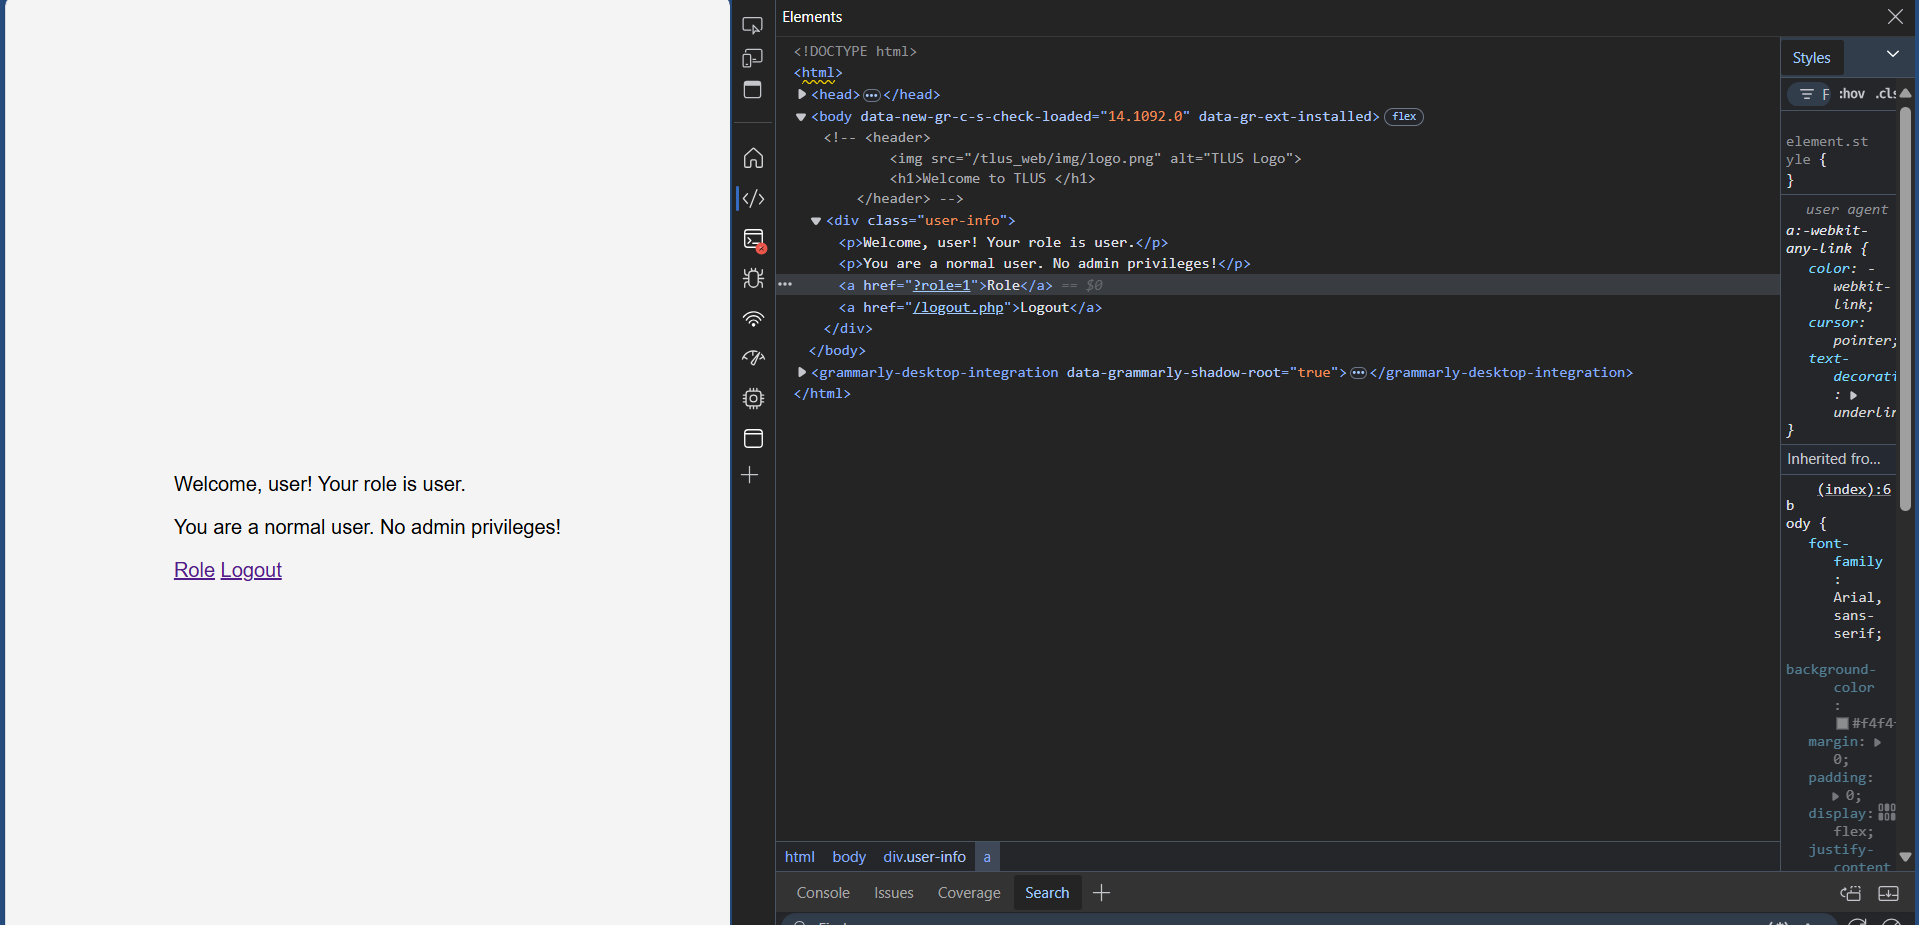 Welcome, user! Your role is user.
You are a normal user. No admin privileges!
Role Logout
Elements
<!DOCTYPE html>
<html>
<head> ••• </head>
<body data-new-gr-c-s-check-loaded="14.1092.0" data-gr-ext-installed> flex
<!-- <header>
<img src="/tlus_web/img/logo.png" alt="TLUS Logo">
<h1>Welcome to TLUS </h1>
</header> -->
<div class="user-info">
<p>Welcome, user! Your role is user.</p>
<p>You are a normal user. No admin privileges!</p>
••• <a href="?role=1">Role</a> == $0
<a href="/logout.php">Logout</a>
</div>
</body>
<grammarly-desktop-integration data-grammarly-shadow-root="true"> ••• </grammarly-desktop-integration>
</html>
html body div.user-info a
Console Issues Coverage Search
Styles
F :hov .cls
element.st
yle {
}
user agent
a:-webkit-
any-link {
color: -
webkit-
link;
cursor:
pointer;
text-
decorati
:
underlin
}
Inherited fro...
(index):6
b
ody {
font-
family
:
Arial,
sans-
serif;
background-
color
:
#f4f4
margin:
0;
padding:
0;
display:
flex;
justify-
content